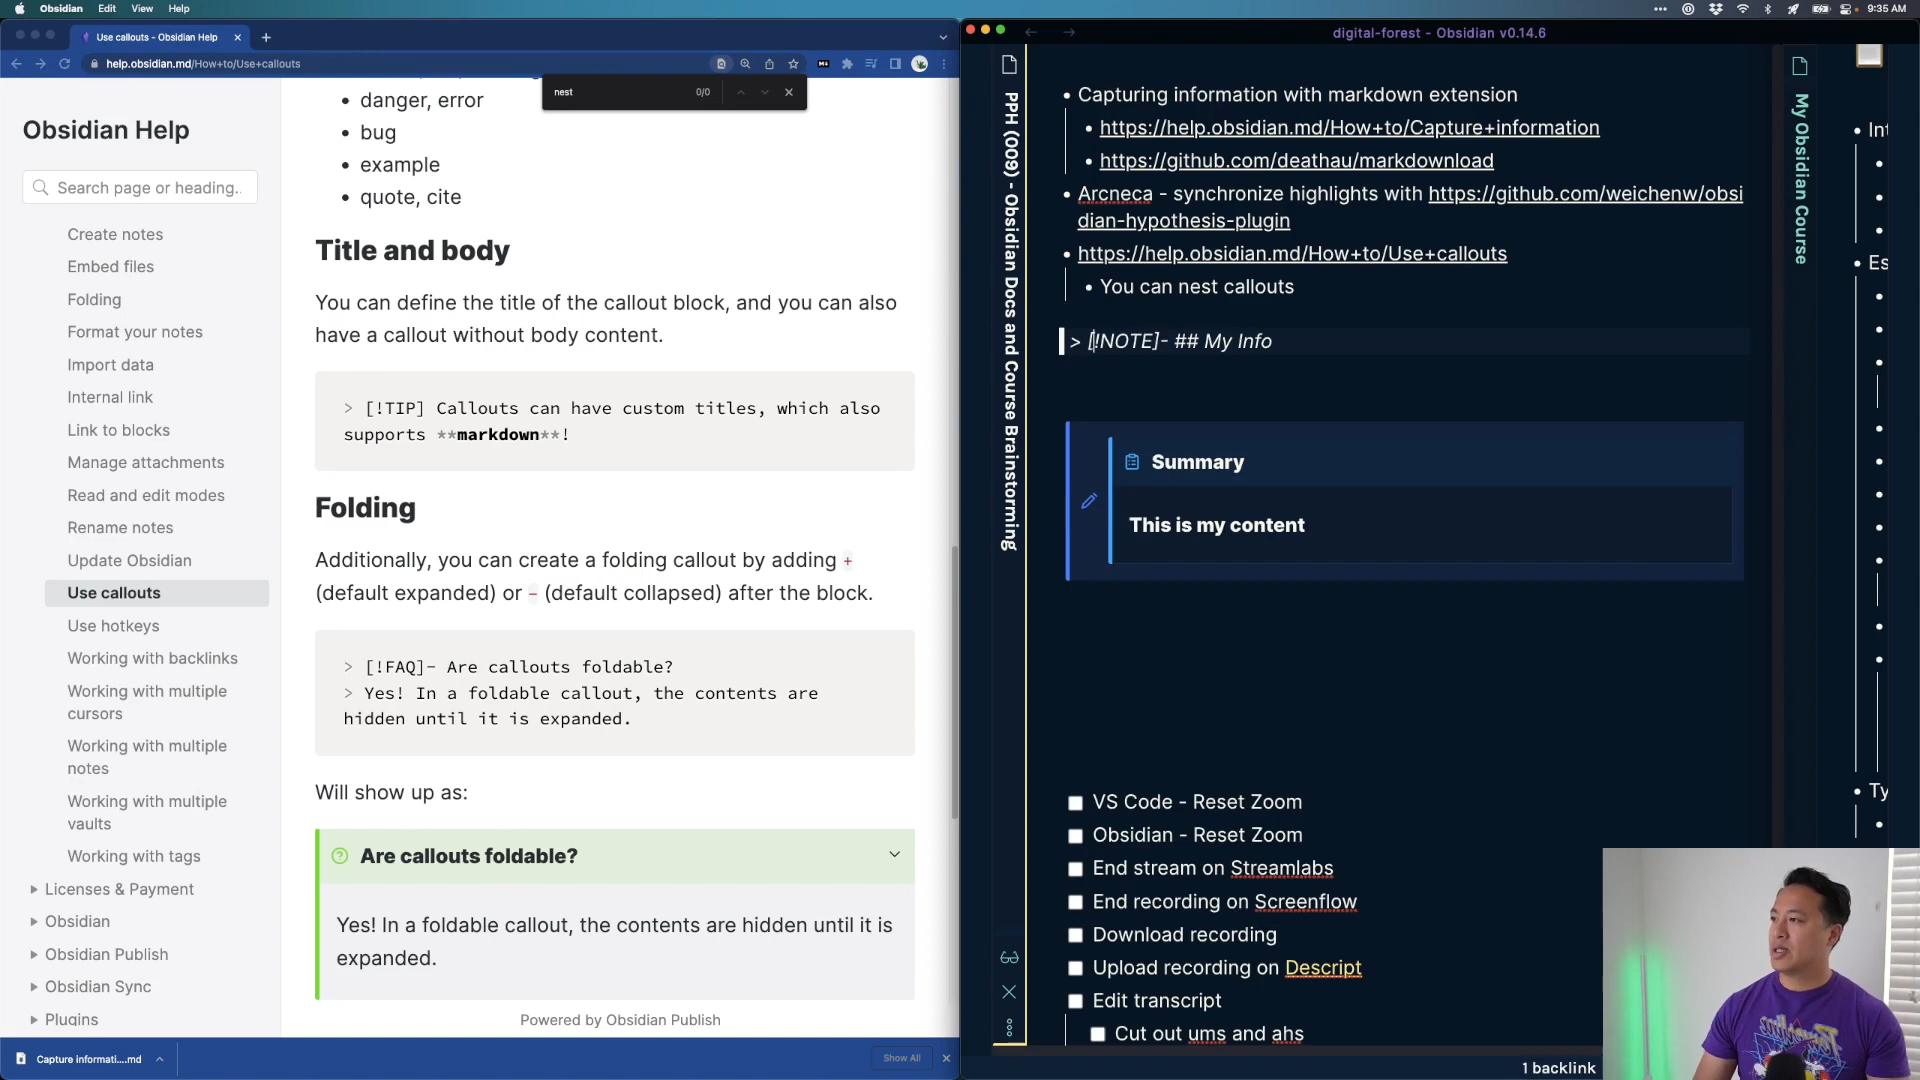 Obsidian Edit View Help 9:35 AM
Use callouts - Obsidian Help
help.obsidian.md/How+to/Use+callouts
nest 0/0
Obsidian Help
Search page or heading..
Create notes
Embed files
Folding
Format your notes
Import data
Internal link
Link to blocks
Manage attachments
Read and edit modes
Rename notes
Update Obsidian
Use callouts
Use hotkeys
Working with backlinks
Working with multiple
cursors
Working with multiple
notes
Working with multiple
vaults
Working with tags
Licenses & Payment
Obsidian
Obsidian Publish
Obsidian Sync
Plugins
• danger, error
• bug
• example
• quote, cite
Title and body
You can define the title of the callout block, and you can also
have a callout without body content.
> [!TIP] Callouts can have custom titles, which also
supports **markdown**!
Folding
Additionally, you can create a folding callout by adding +
(default expanded) or - (default collapsed) after the block.
> [!FAQ]- Are callouts foldable?
> Yes! In a foldable callout, the contents are
hidden until it is expanded.
Will show up as:
Are callouts foldable?
Yes! In a foldable callout, the contents are hidden until it is
expanded.
Powered by Obsidian Publish
Capture informati....md
Show All
digital-forest - Obsidian v0.14.6
PPH (009) - Obsidian Docs and Course Brainstorming
• Capturing information with markdown extension
• https://help.obsidian.md/How+to/Capture+information
• https://github.com/deathau/markdownload
• Arcneca - synchronize highlights with https://github.com/weichenw/obsi
dian-hypothesis-plugin
• https://help.obsidian.md/How+to/Use+callouts
• You can nest callouts
> [!NOTE]- ## My Info
Summary
This is my content
VS Code - Reset Zoom
Obsidian - Reset Zoom
End stream on Streamlabs
End recording on Screenflow
Download recording
Upload recording on Descript
Edit transcript
Cut out ums and ahs
1 backlink
My Obsidian Course
• Int
• Es
• Ty